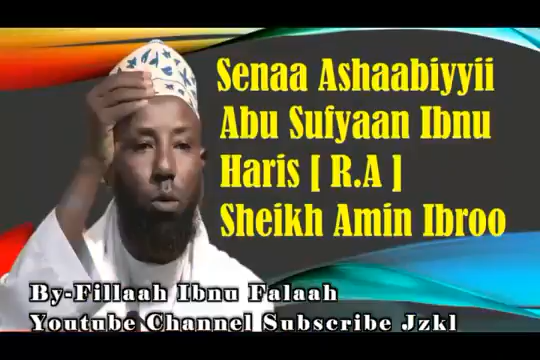 Senaa Ashaabiyyii
Abu Sufyaan Ibnu
Haris [ R.A ]
Sheikh Amin Ibroo
By-Fillaah Ibnu Falaah
Youtube Channel Subscribe Jzkl